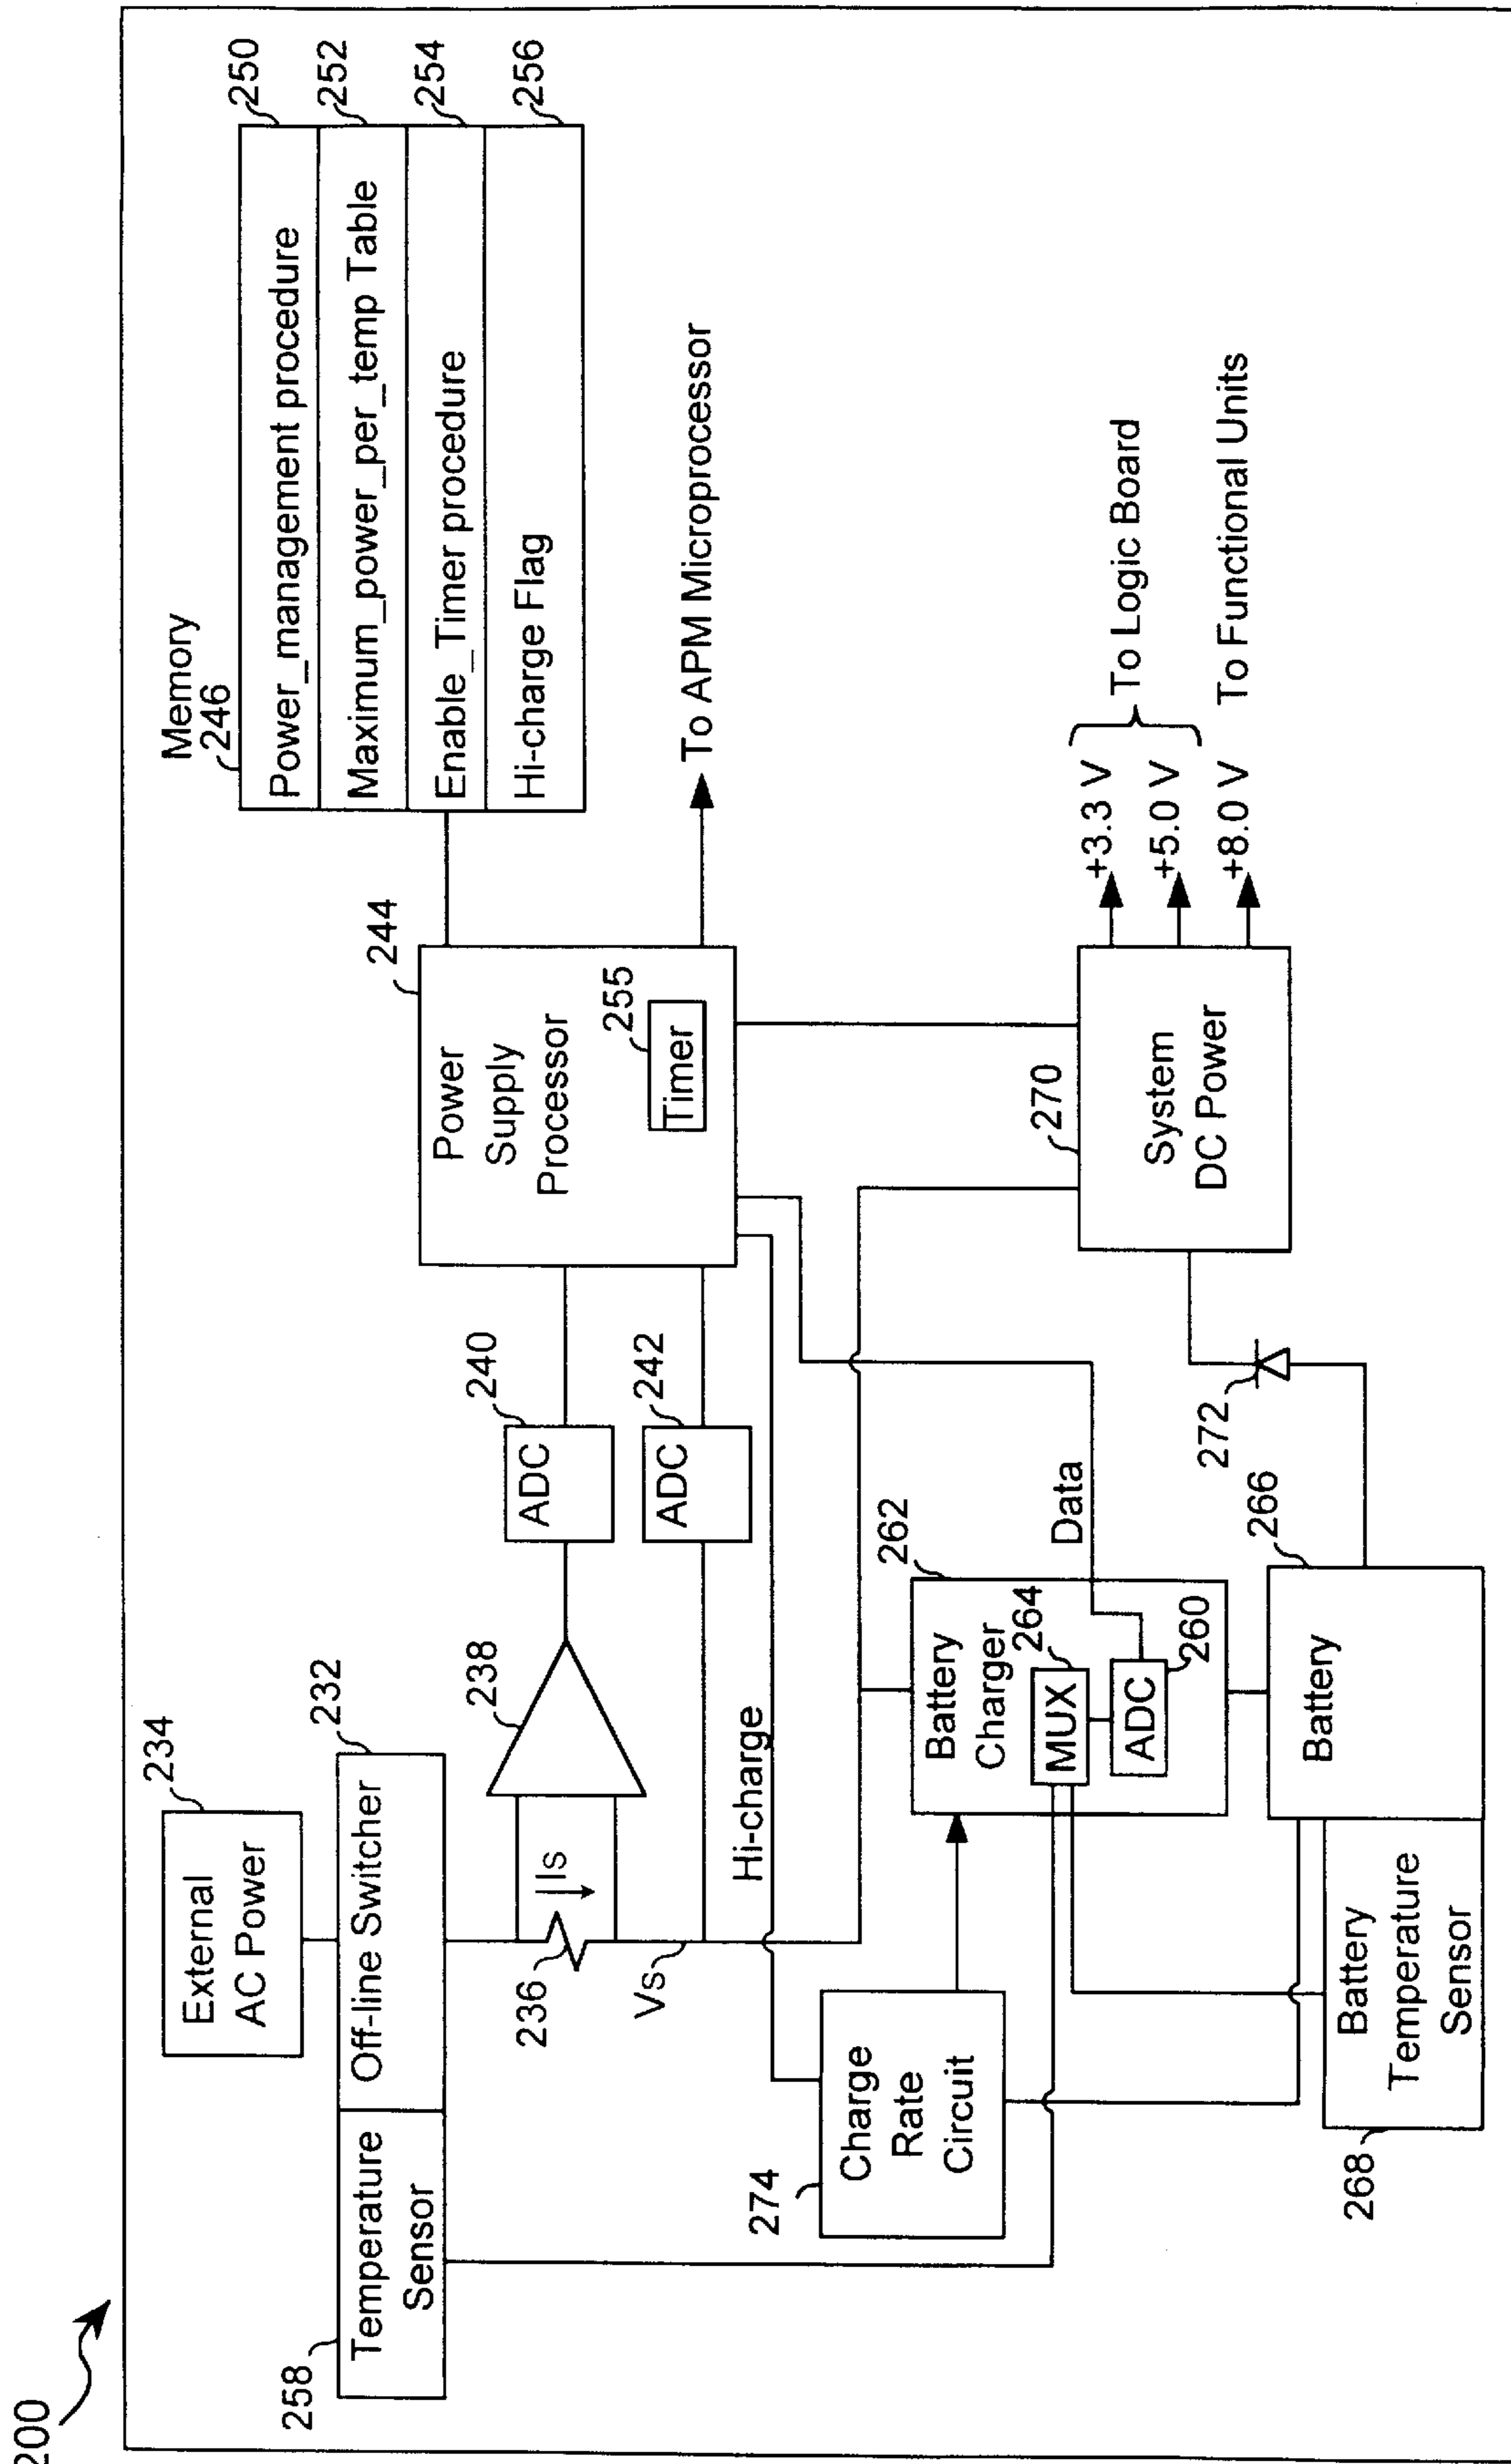 200
234
External
AC Power
258
Temperature
Sensor
Off-line Switcher
232
236
Is
Vs
238
240
ADC
242
ADC
244
Power
Supply
Processor
255
Timer
Memory
246
Power_management procedure
250
Maximum_power_per_temp Table
252
Enable_Timer procedure
254
Hi-charge Flag
256
To APM Microprocessor
Hi-charge
274
Charge
Rate
Circuit
262
Battery
Charger
264
MUX
ADC
260
Data
266
Battery
268
Battery
Temperature
Sensor
272
270
System
DC Power
+3.3 V
+5.0 V
To Logic Board
+8.0 V
To Functional Units